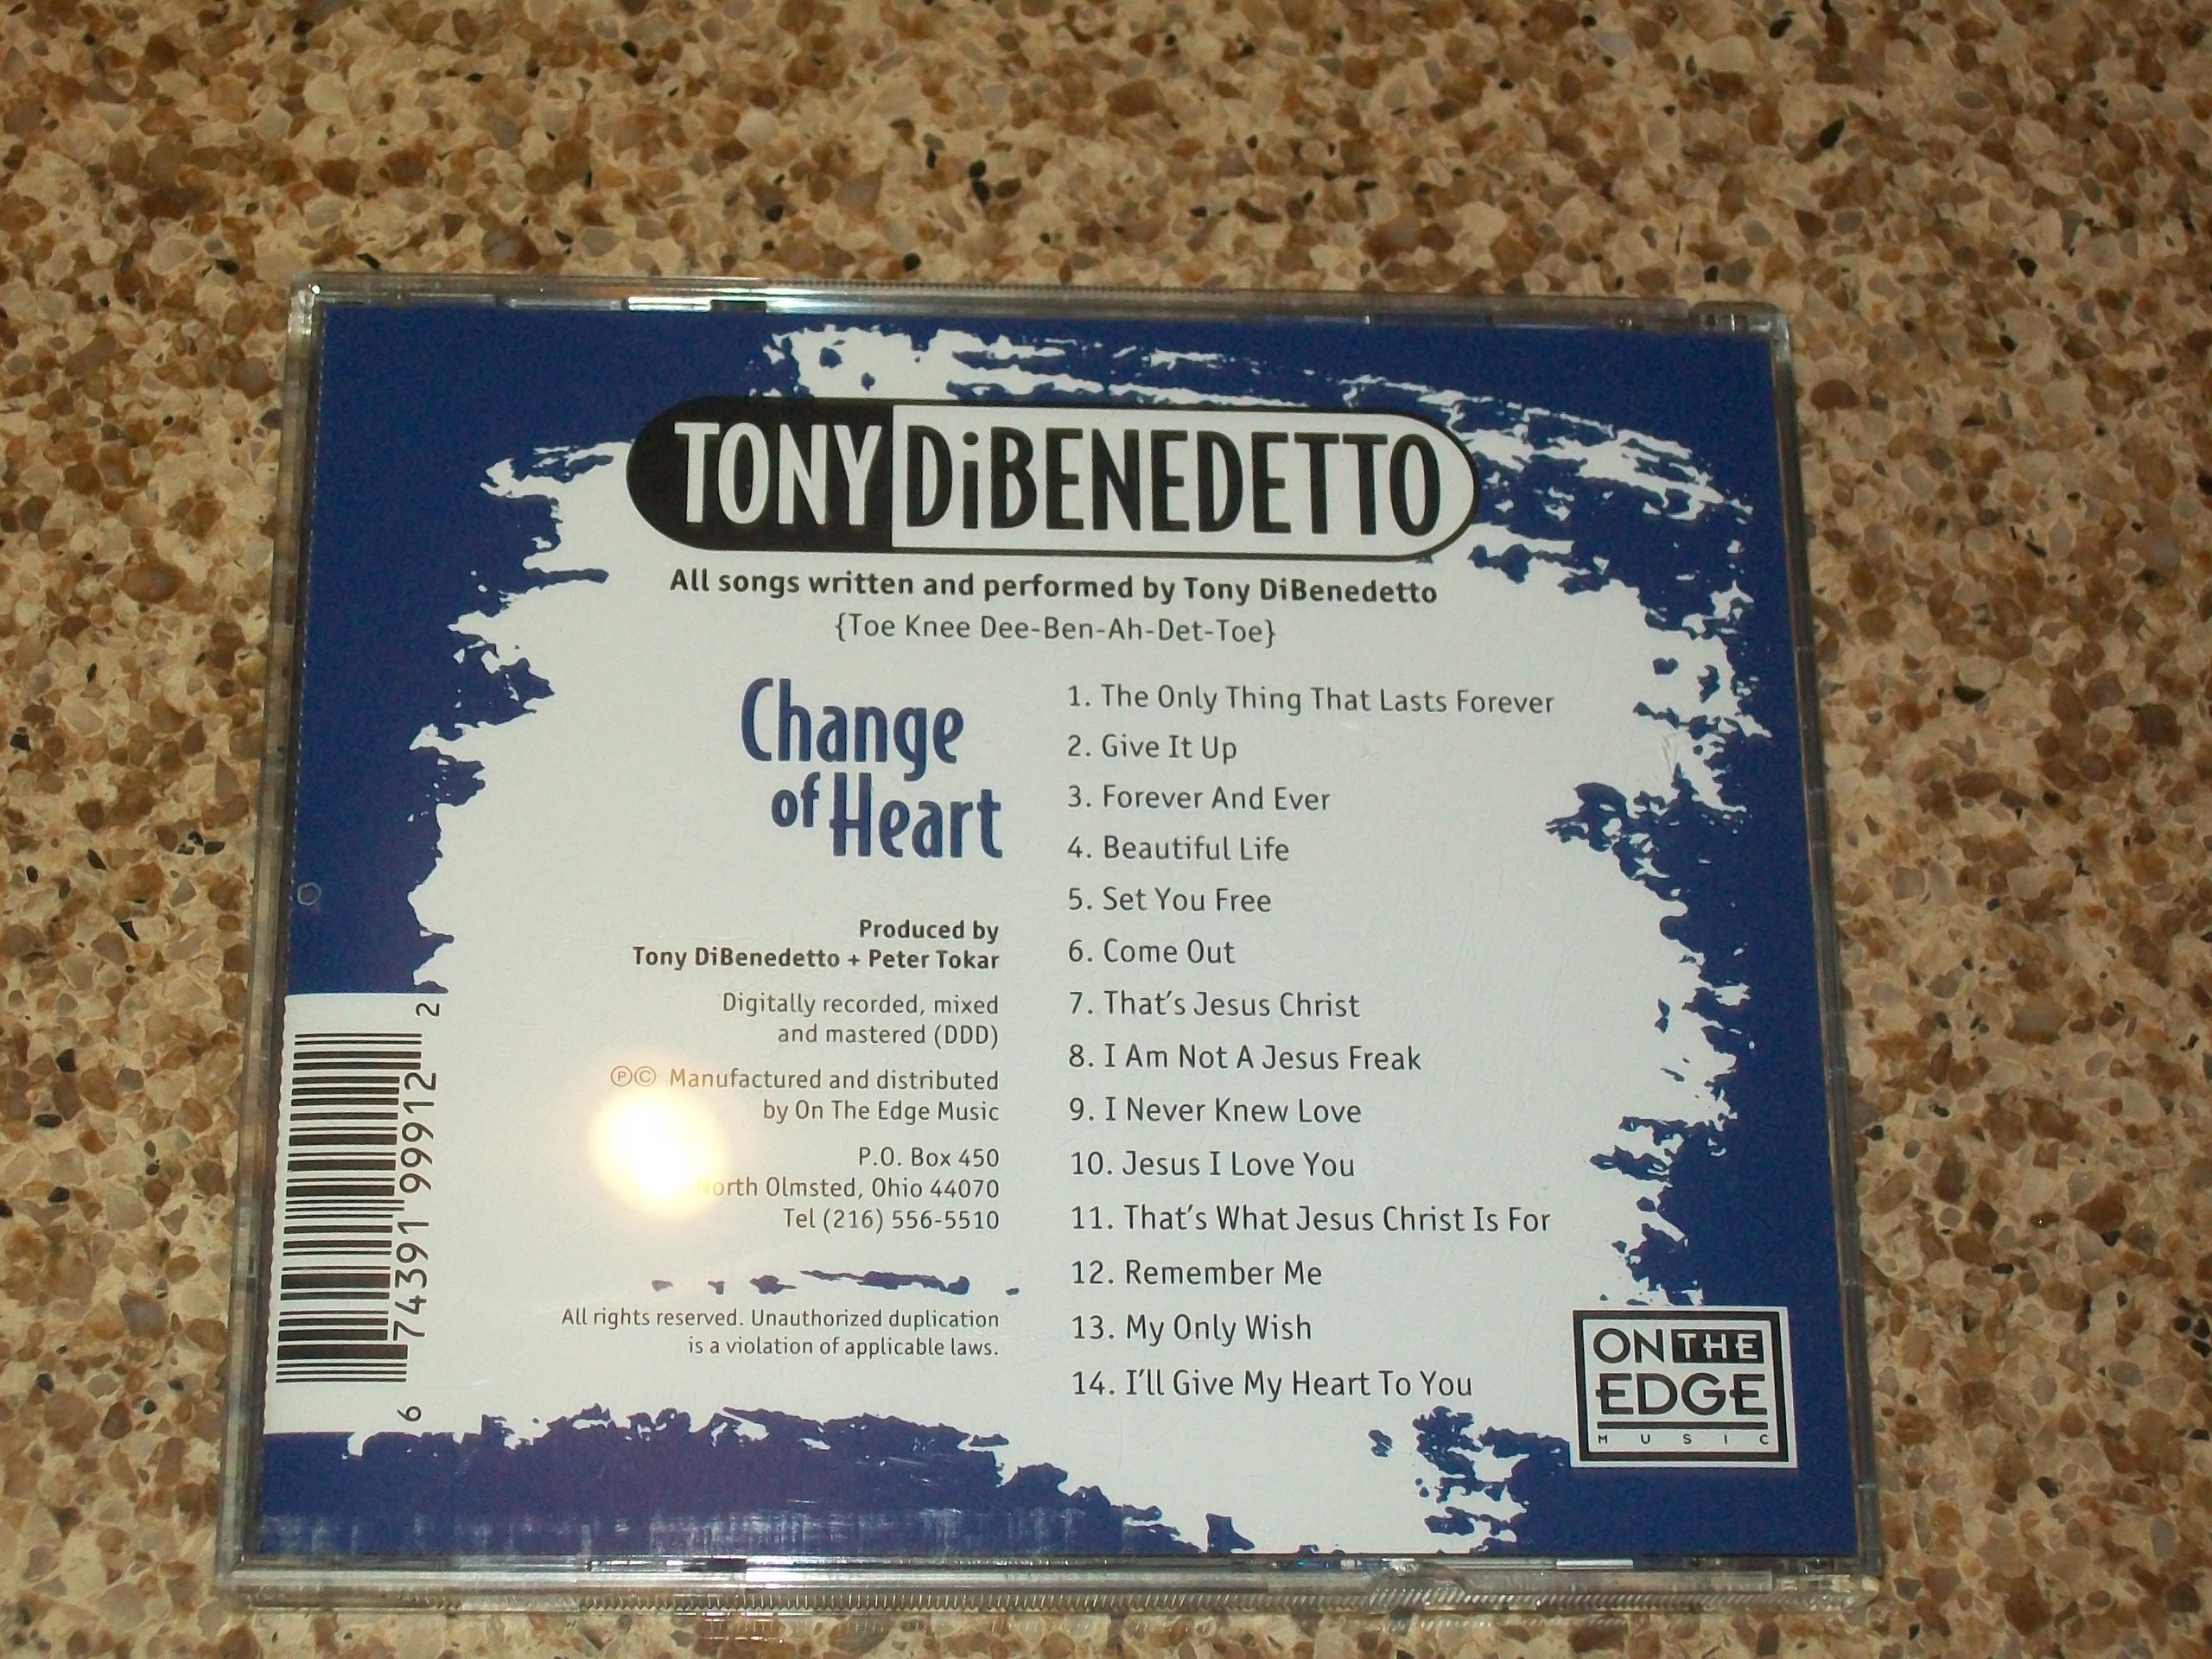 TONY DiBENEDETTO
All songs written and performed by Tony DiBenedetto
{Toe Knee Dee-Ben-Ah-Det-Toe}
Change
of Heart
Produced by
Tony DiBenedetto + Peter Tokar
Digitally recorded, mixed
and mastered (DDD)
℗© Manufactured and distributed
by On The Edge Music
P.O. Box 450
North Olmsted, Ohio 44070
Tel (216) 556-5510
All rights reserved. Unauthorized duplication
is a violation of applicable laws.
1. The Only Thing That Lasts Forever
2. Give It Up
3. Forever And Ever
4. Beautiful Life
5. Set You Free
6. Come Out
7. That's Jesus Christ
8. I Am Not A Jesus Freak
9. I Never Knew Love
10. Jesus I Love You
11. That's What Jesus Christ Is For
12. Remember Me
13. My Only Wish
14. I'll Give My Heart To You
6 74391 99912 2
ON THE
EDGE
MUSIC